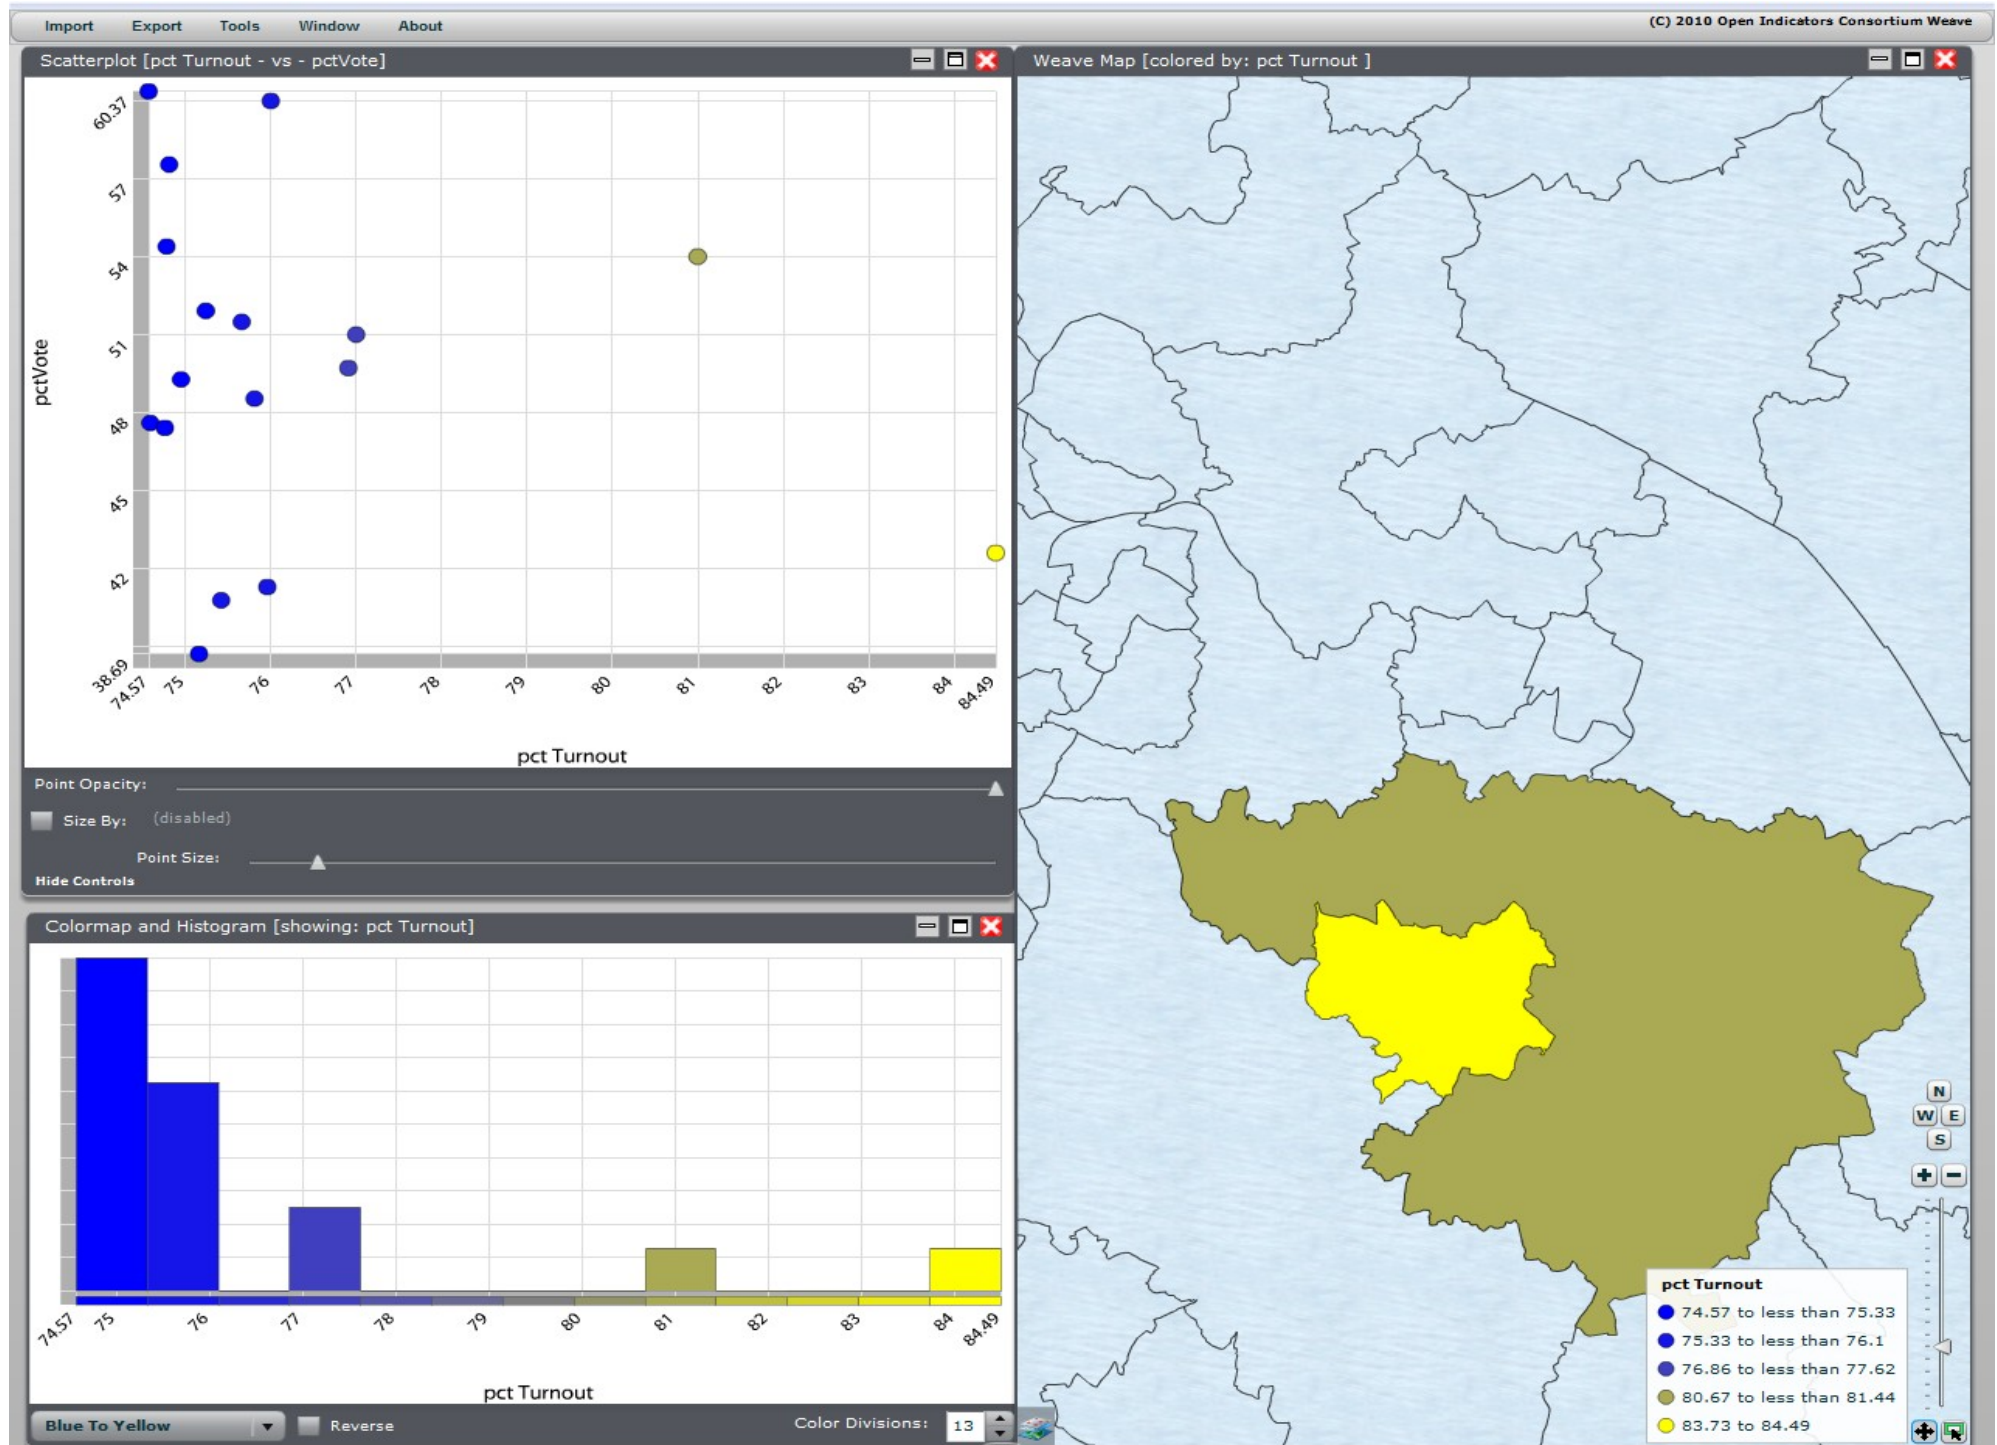 Import Export Tools Window About
(C) 2010 Open Indicators Consortium Weave
Scatterplot [pct Turnout - vs - pctVote]
60.37
57
54
51
48
45
42
38.69
pctVote
74.57 75 76 77 78 79 80 81 82 83 84 84.49
pct Turnout
Point Opacity:
Size By: (disabled)
Point Size:
Hide Controls
Colormap and Histogram [showing: pct Turnout]
74.57 75 76 77 78 79 80 81 82 83 84 84.49
pct Turnout
Blue To Yellow Reverse Color Divisions: 13
Weave Map [colored by: pct Turnout ]
N
W E
S
pct Turnout
74.57 to less than 75.33
75.33 to less than 76.1
76.86 to less than 77.62
80.67 to less than 81.44
83.73 to 84.49